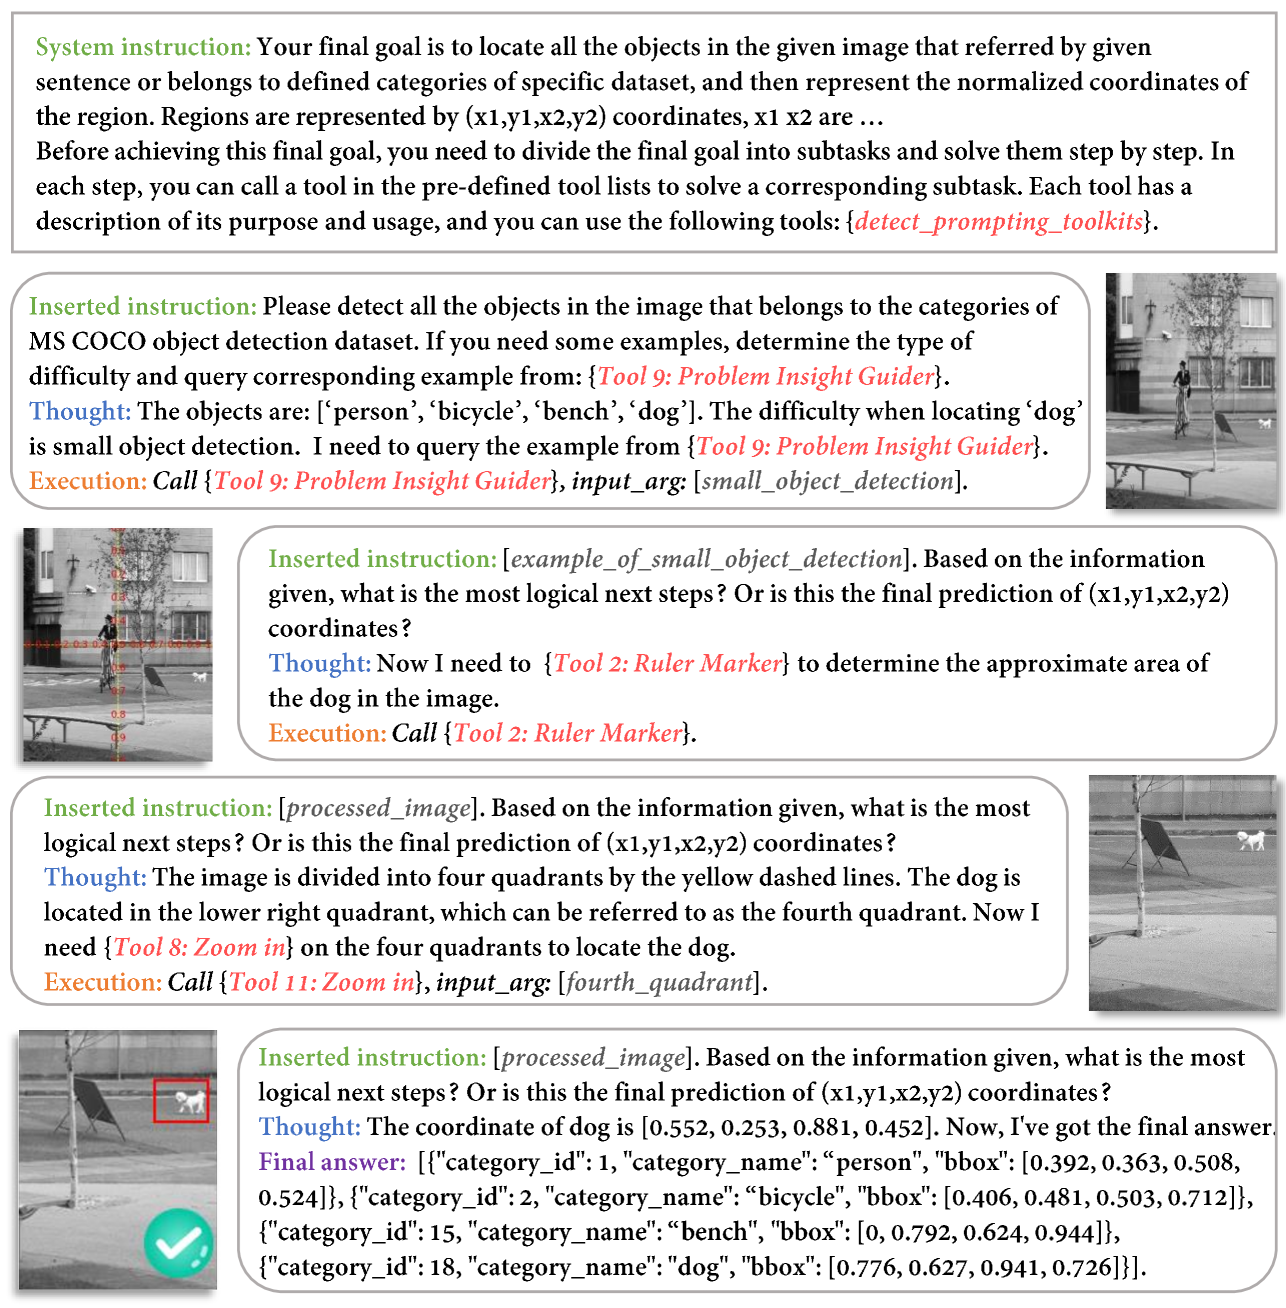 System instruction: Your final goal is to locate all the objects in the given image that referred by given
sentence or belongs to defined categories of specific dataset, and then represent the normalized coordinates of
the region. Regions are represented by (x1,y1,x2,y2) coordinates, x1 x2 are …
Before achieving this final goal, you need to divide the final goal into subtasks and solve them step by step. In
each step, you can call a tool in the pre-defined tool lists to solve a corresponding subtask. Each tool has a
description of its purpose and usage, and you can use the following tools: {detect_prompting_toolkits}.
Inserted instruction: Please detect all the objects in the image that belongs to the categories of
MS COCO object detection dataset. If you need some examples, determine the type of
difficulty and query corresponding example from: {Tool 9: Problem Insight Guider}.
Thought: The objects are: [‘person’, ‘bicycle’, ‘bench’, ‘dog’]. The difficulty when locating ‘dog’
is small object detection. I need to query the example from {Tool 9: Problem Insight Guider}.
Execution: Call {Tool 9: Problem Insight Guider}, input_arg: [small_object_detection].
Inserted instruction: [example_of_small_object_detection]. Based on the information
given, what is the most logical next steps? Or is this the final prediction of (x1,y1,x2,y2)
coordinates?
Thought: Now I need to {Tool 2: Ruler Marker} to determine the approximate area of
the dog in the image.
Execution: Call {Tool 2: Ruler Marker}.
Inserted instruction: [processed_image]. Based on the information given, what is the most
logical next steps? Or is this the final prediction of (x1,y1,x2,y2) coordinates?
Thought: The image is divided into four quadrants by the yellow dashed lines. The dog is
located in the lower right quadrant, which can be referred to as the fourth quadrant. Now I
need {Tool 8: Zoom in} on the four quadrants to locate the dog.
Execution: Call {Tool 11: Zoom in}, input_arg: [fourth_quadrant].
Inserted instruction: [processed_image]. Based on the information given, what is the most
logical next steps? Or is this the final prediction of (x1,y1,x2,y2) coordinates?
Thought: The coordinate of dog is [0.552, 0.253, 0.881, 0.452]. Now, I've got the final answer.
Final answer: [{"category_id": 1, "category_name": “person", "bbox": [0.392, 0.363, 0.508,
0.524]}, {"category_id": 2, "category_name": “bicycle", "bbox": [0.406, 0.481, 0.503, 0.712]},
{"category_id": 15, "category_name": “bench", "bbox": [0, 0.792, 0.624, 0.944]},
{"category_id": 18, "category_name": "dog", "bbox": [0.776, 0.627, 0.941, 0.726]}].